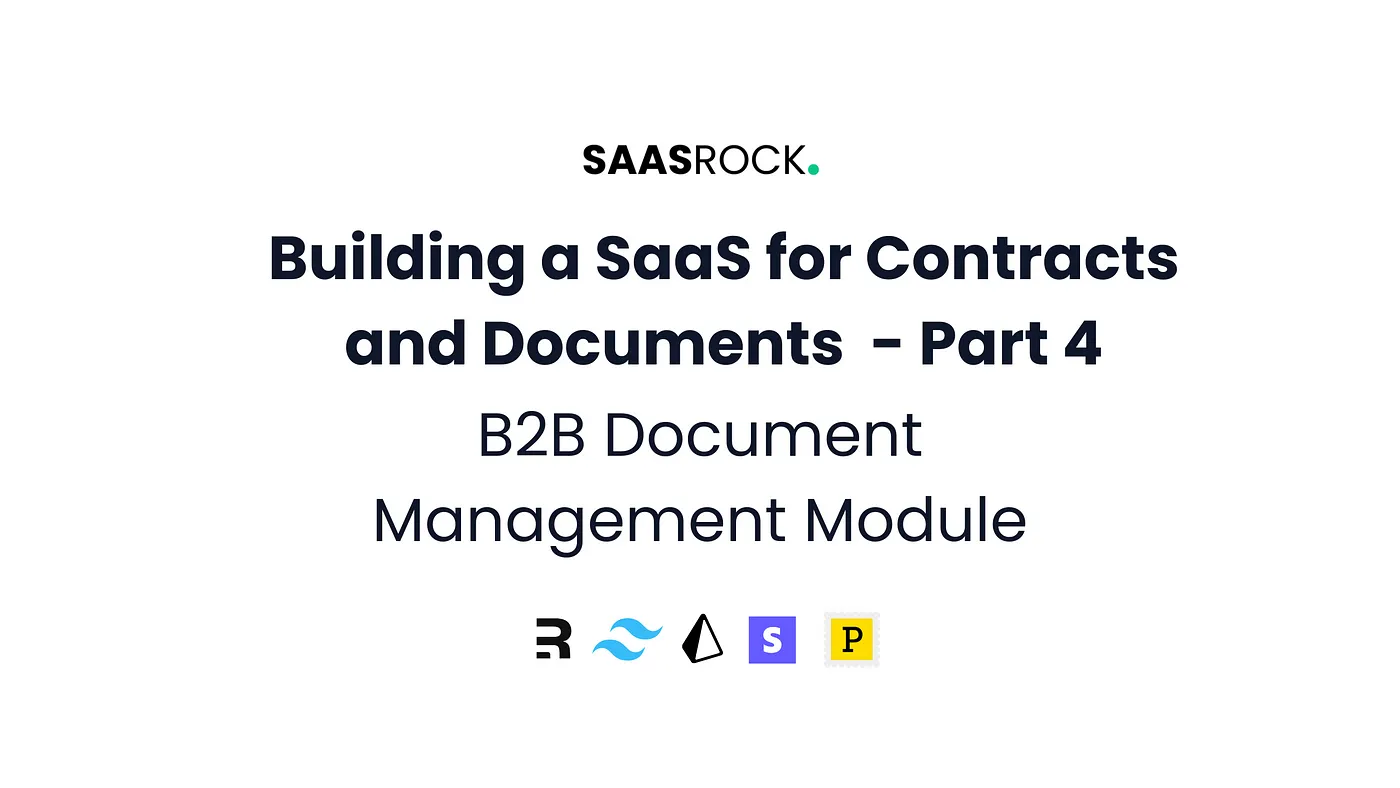 SAASROCK.
Building a SaaS for Contracts
and Documents - Part 4
B2B Document
Management Module
R S P